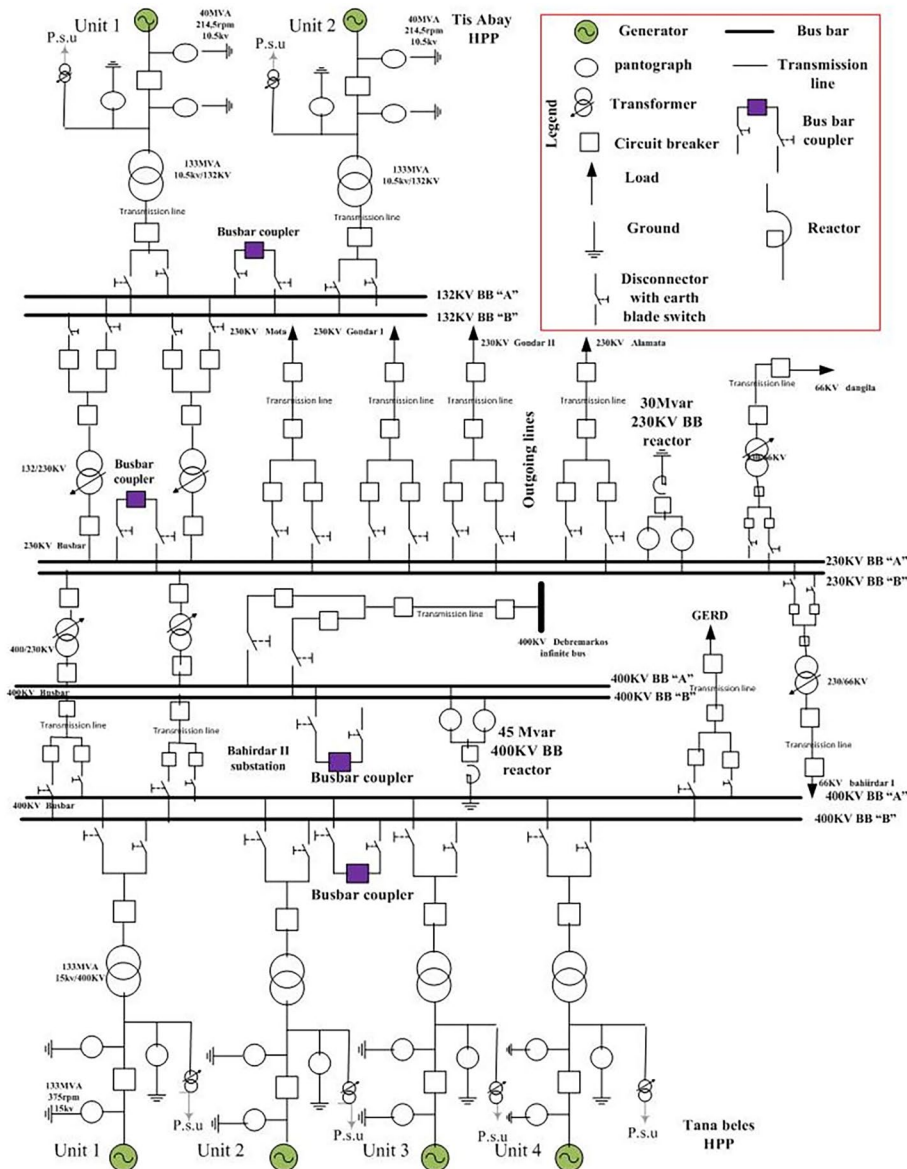 Unit 1
P.s.u
40MVA
214,5rpm
10.5kv
Unit 2
P.s.u
40MVA
214,5rpm
10.5kv
Tis Abay
HPP
133MVA
10.5kv/132KV
133MVA
10.5kv/132KV
Transmission line
Transmission line
Busbar coupler
132KV BB “A”
132KV BB “B”
Legend
Generator
pantograph
Transformer
Circuit breaker
Load
Ground
Disconnector
with earth
blade switch
Bus bar
Transmission
line
Bus bar
coupler
Reactor
230KV Mota
230KV Gondar I
230KV Gondar II
230KV Alamata
Transmission line
Transmission line
Transmission line
Transmission line
Outgoing lines
30Mvar
230KV BB
reactor
Transmission line
66KV dangila
132/230KV
Busbar
coupler
230KV Busbar
230KV BB “A”
230KV BB “B”
400/230KV
Transmission line
400KV Debremarkos
infinite bus
GERD
230/66KV
400KV BB “A”
400KV BB “B”
400KV Busbar
Transmission line
Transmission line
Transmission line
Transmission line
Bahirdar II
substation
Busbar coupler
45 Mvar
400KV BB
reactor
66KV bahiirdar I
400KV Busbar
400KV BB “A”
400KV BB “B”
Busbar coupler
133MVA
15kv/400KV
133MVA
375rpm
15kv
P.s.u
P.s.u
P.s.u
P.s.u
Unit 1
Unit 2
Unit 3
Unit 4
Tana beles
HPP